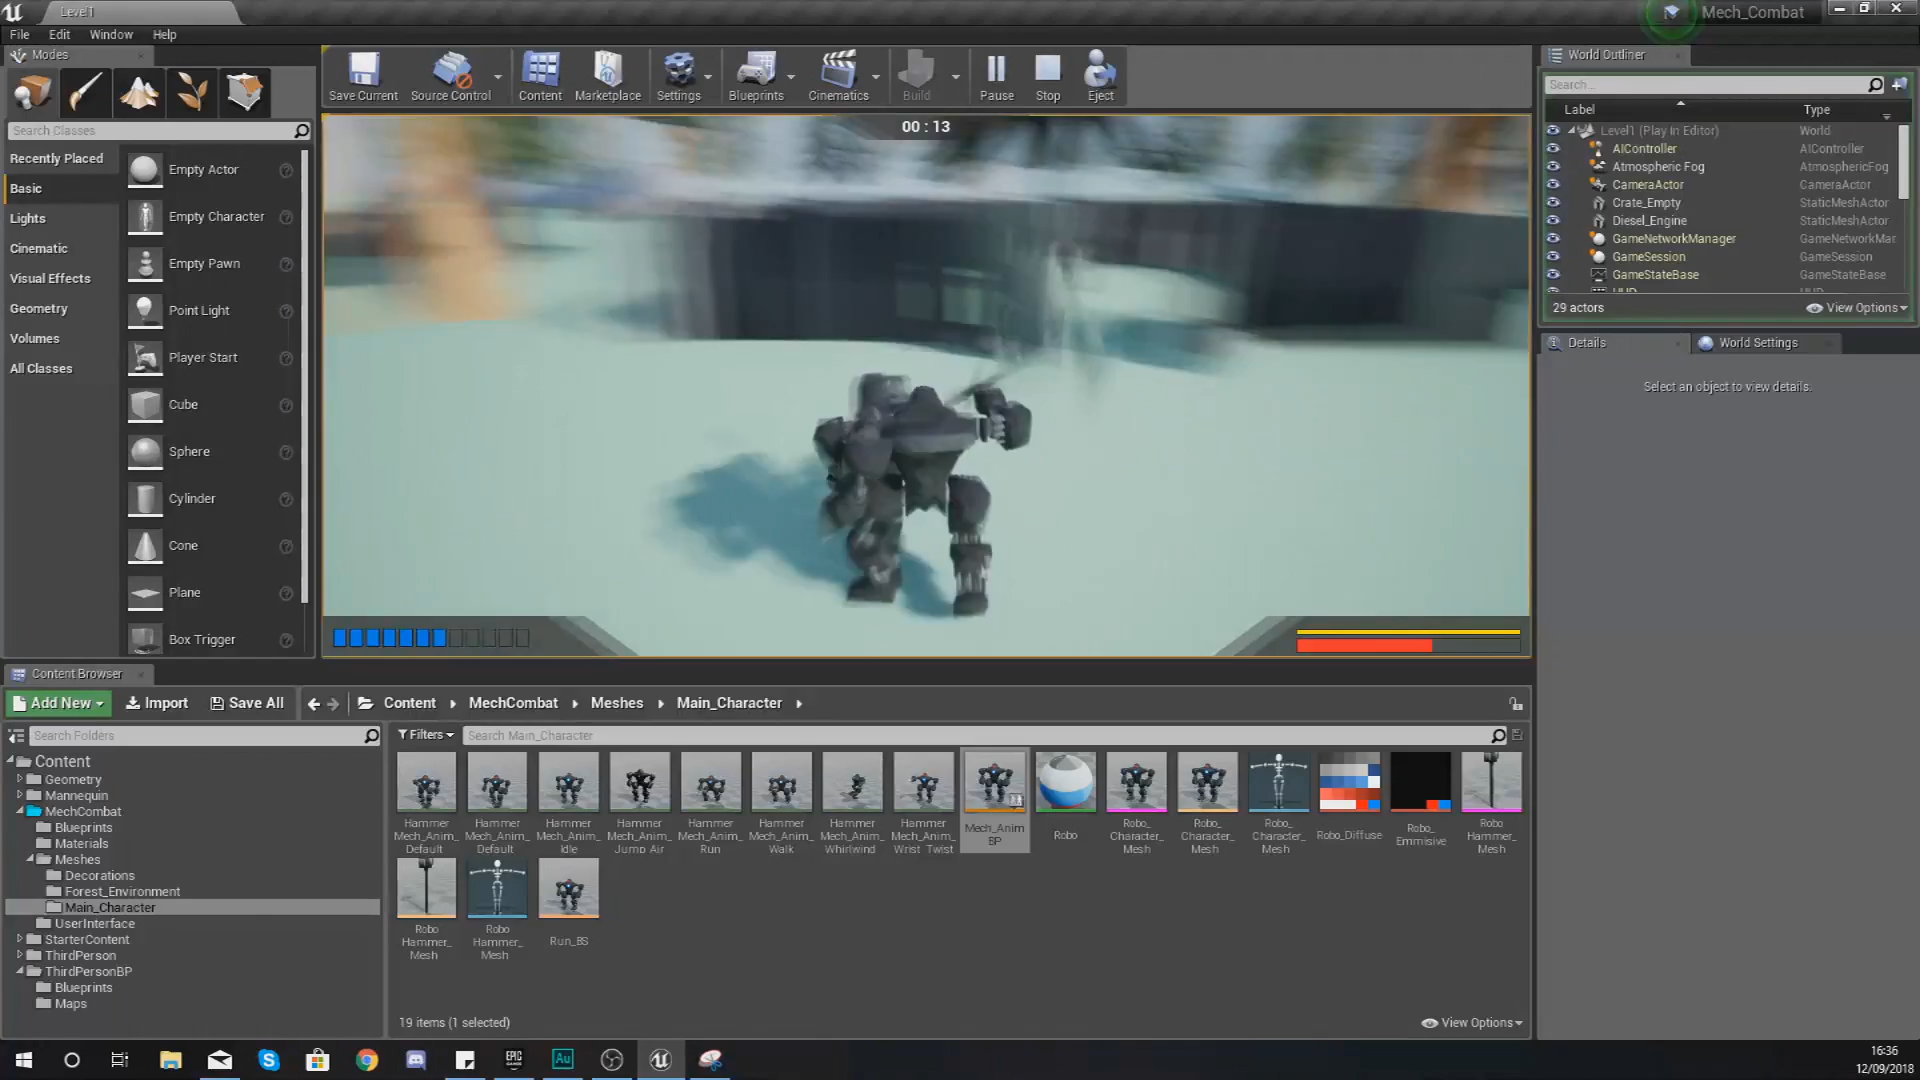 Level1
Mech_Combat
File Edit Window Help
Modes
Save Current
Source Control
Content
Marketplace
Settings
Blueprints
Cinematics
Build
Pause
Stop
Eject
Search Classes
Recently Placed
Basic
Lights
Cinematic
Visual Effects
Geometry
Volumes
All Classes
Empty Actor
Empty Character
Empty Pawn
Point Light
Player Start
Cube
Sphere
Cylinder
Cone
Plane
Box Trigger
00 : 13
World Outliner
Search...
Label Type
Level1 (Play In Editor) World
AIController AIController
Atmospheric Fog AtmosphericFog
CameraActor CameraActor
Crate_Empty StaticMeshActor
Diesel_Engine StaticMeshActor
GameNetworkManager GameNetworkMar
GameSession GameSession
GameStateBase GameStateBase
29 actors View Options
Details World Settings
Select an object to view details.
Content Browser
Add New Import Save All Content MechCombat Meshes Main_Character
Search Folders
Filters Search Main_Character
Content
Geometry
Mannequin
MechCombat
Blueprints
Materials
Meshes
Decorations
Forest_Environment
Main_Character
UserInterface
StarterContent
ThirdPerson
ThirdPersonBP
Blueprints
Maps
Hammer
Mech_Anim_
Default
Hammer
Mech_Anim_
Default
Hammer
Mech_Anim_
Idle
Hammer
Mech_Anim_
Jump_Air
Hammer
Mech_Anim_
Run
Hammer
Mech_Anim_
Walk
Hammer
Mech_Anim_
Whirlwind
Hammer
Mech_Anim_
Wrist_Twist
Mech_Anim
BP
Robo
Robo_
Character_
Mesh
Robo_
Character_
Mesh
Robo_
Character_
Mesh
Robo_Diffuse
Robo_
Emmisive
Robo
Hammer_
Mesh
Robo
Hammer_
Mesh
Robo
Hammer_
Mesh
Run_BS
19 items (1 selected) View Options
EPIC
GAMES
Au
16:36
12/09/2018